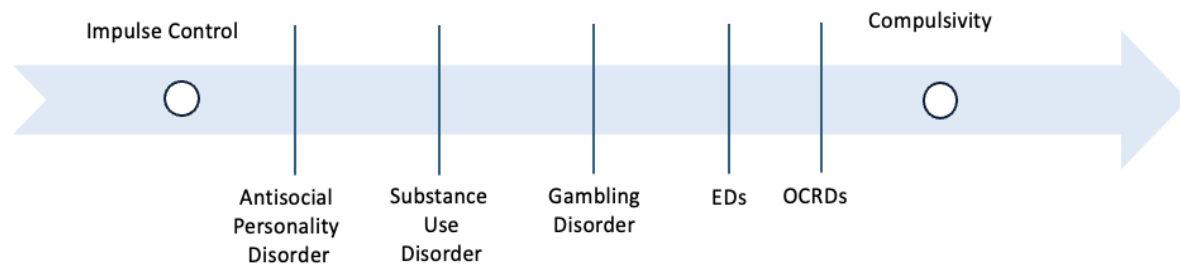 Impulse Control
Compulsivity
Antisocial
Personality
Disorder
Substance
Use
Disorder
Gambling
Disorder
EDs
OCRDs